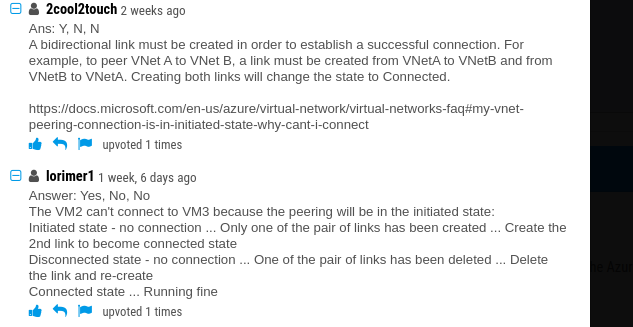 2cool2touch 2 weeks ago
Ans: Y, N, N
A bidirectional link must be created in order to establish a successful connection. For
example, to peer VNet A to VNet B, a link must be created from VNetA to VNetB and from
VNetB to VNetA. Creating both links will change the state to Connected.
https://docs.microsoft.com/en-us/azure/virtual-network/virtual-networks-faq#my-vnet-
peering-connection-is-in-initiated-state-why-cant-i-connect
upvoted 1 times
lorimer1 1 week, 6 days ago
Answer: Yes, No, No
The VM2 can't connect to VM3 because the peering will be in the initiated state:
Initiated state - no connection ... Only one of the pair of links has been created ... Create the
2nd link to become connected state
Disconnected state - no connection ... One of the pair of links has been deleted ... Delete
the link and re-create
Connected state ... Running fine
upvoted 1 times